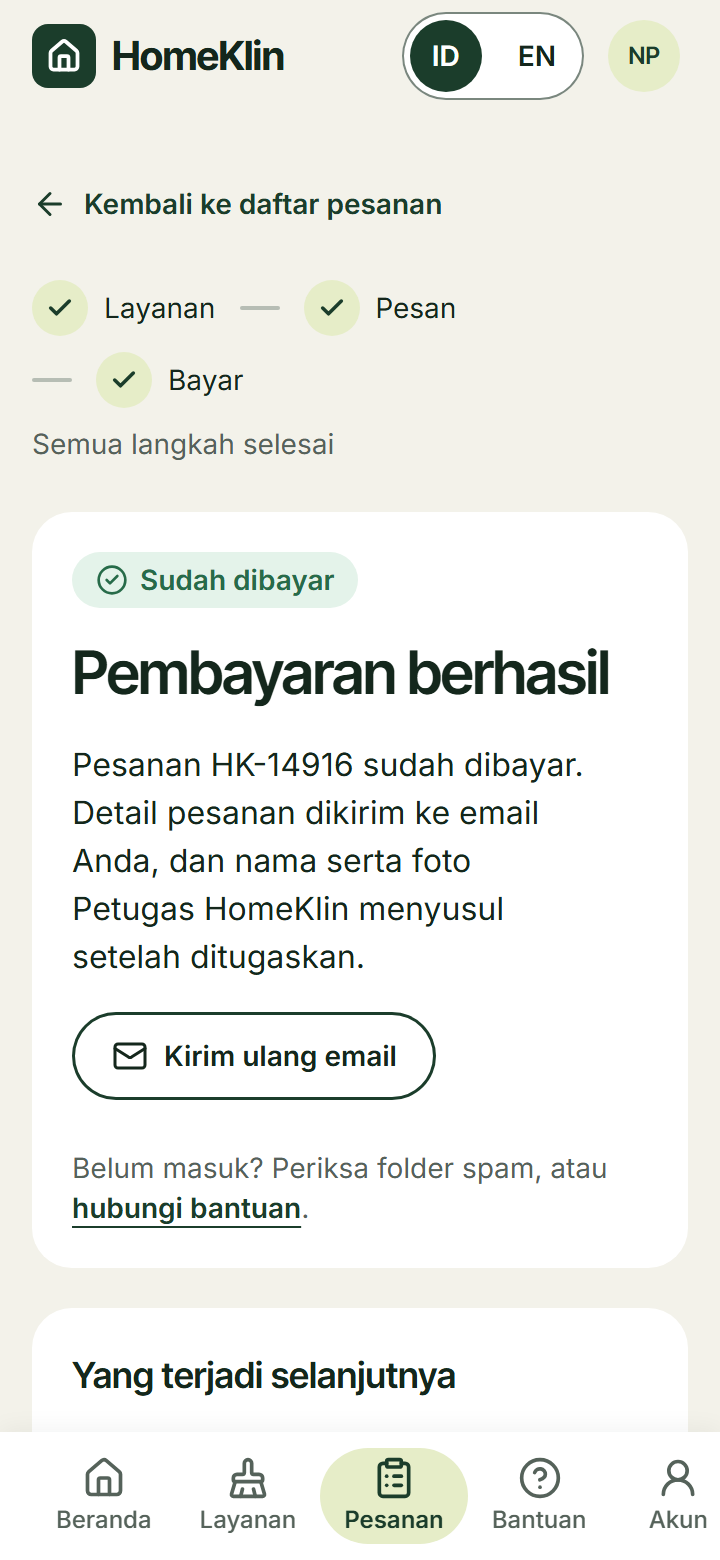 HomeKlin
ID EN NP
Kembali ke daftar pesanan
Layanan Pesan
Bayar
Semua langkah selesai
Sudah dibayar
Pembayaran berhasil
Pesanan HK-14916 sudah dibayar.
Detail pesanan dikirim ke email
Anda, dan nama serta foto
Petugas HomeKlin menyusul
setelah ditugaskan.
Kirim ulang email
Belum masuk? Periksa folder spam, atau
hubungi bantuan.
Yang terjadi selanjutnya
Beranda Layanan Pesanan Bantuan Akun